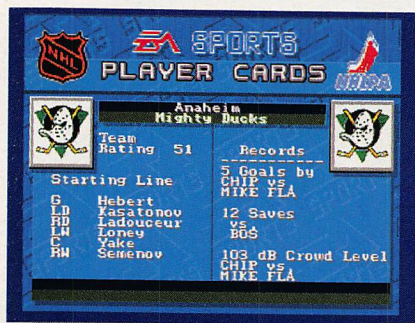 NHL
EA SPORTS
PLAYER CARDS
NHLPA
Anaheim
Mighty Ducks
Team
Rating 51
Starting Line
G Hebert
LD Kasatonov
RD Ladouceur
LW Loney
C Yake
RW Semenov
Records
5 Goals by
CHIP vs
MIKE FLA
12 Saves
vs
BOS
103 dB Crowd Level
CHIP vs
MIKE FLA